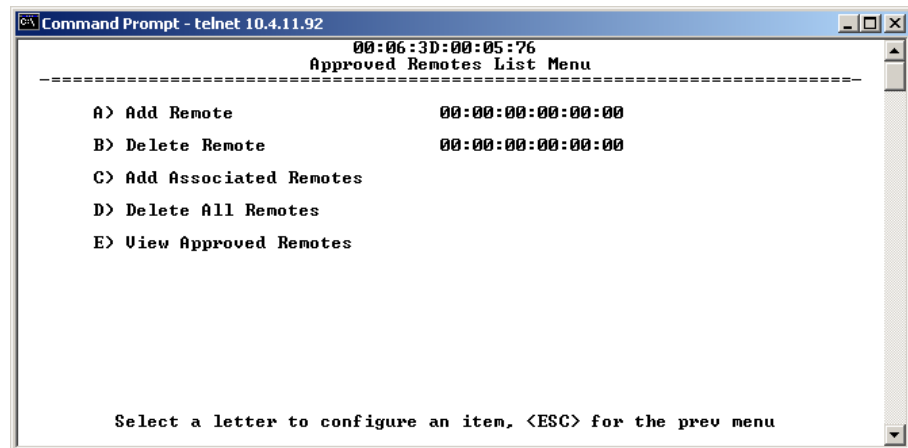 Command Prompt - telnet 10.4.11.92
00:06:3D:00:05:76
Approved Remotes List Menu
-==========================================================================-
A) Add Remote 00:00:00:00:00:00
B) Delete Remote 00:00:00:00:00:00
C) Add Associated Remotes
D) Delete All Remotes
E) View Approved Remotes
Select a letter to configure an item, <ESC> for the prev menu